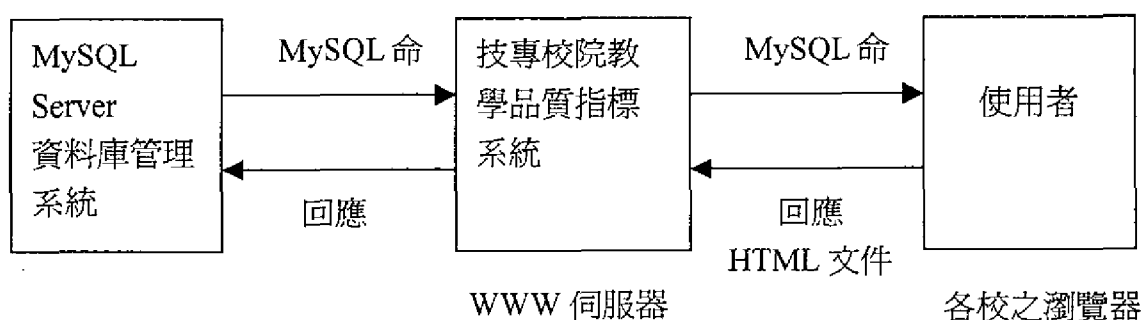 MySQL
Server
資料庫管理
系統
MySQL 命
回應
技專校院教
學品質指標
系統
MySQL 命
回應
HTML 文件
使用者
WWW 伺服器
各校之瀏覽器